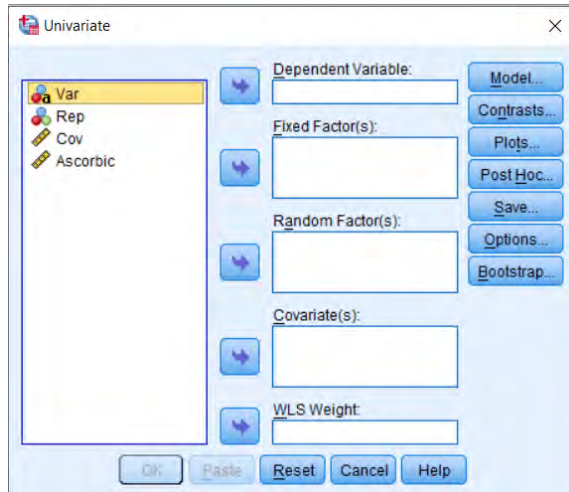 Univariate
Var
Rep
Cov
Ascorbic
Dependent Variable:
Fixed Factor(s):
Random Factor(s):
Covariate(s):
WLS Weight:
Model...
Contrasts...
Plots...
Post Hoc...
Save...
Options...
Bootstrap...
OK Paste Reset Cancel Help